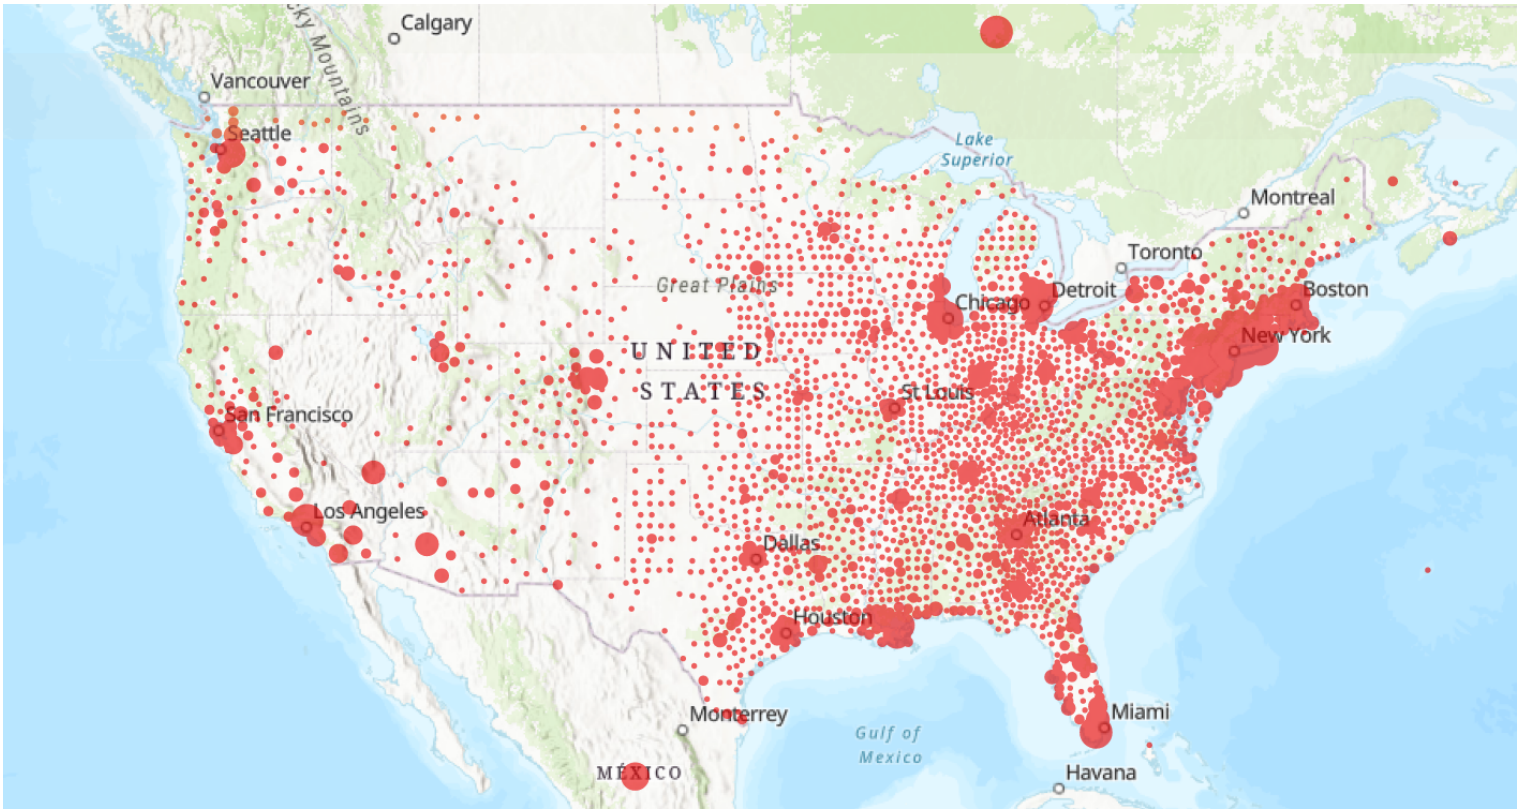 Calgary
cky Mountains
Vancouver
Seattle
Lake
Superior
Montreal
Toronto
Great Plains
Detroit
Boston
Chicago
New York
UNITED
STATES
St Louis
San Francisco
Los Angeles
Atlanta
Dallas
Houston
Monterrey
Miami
Gulf of
Mexico
MÉXICO
Havana